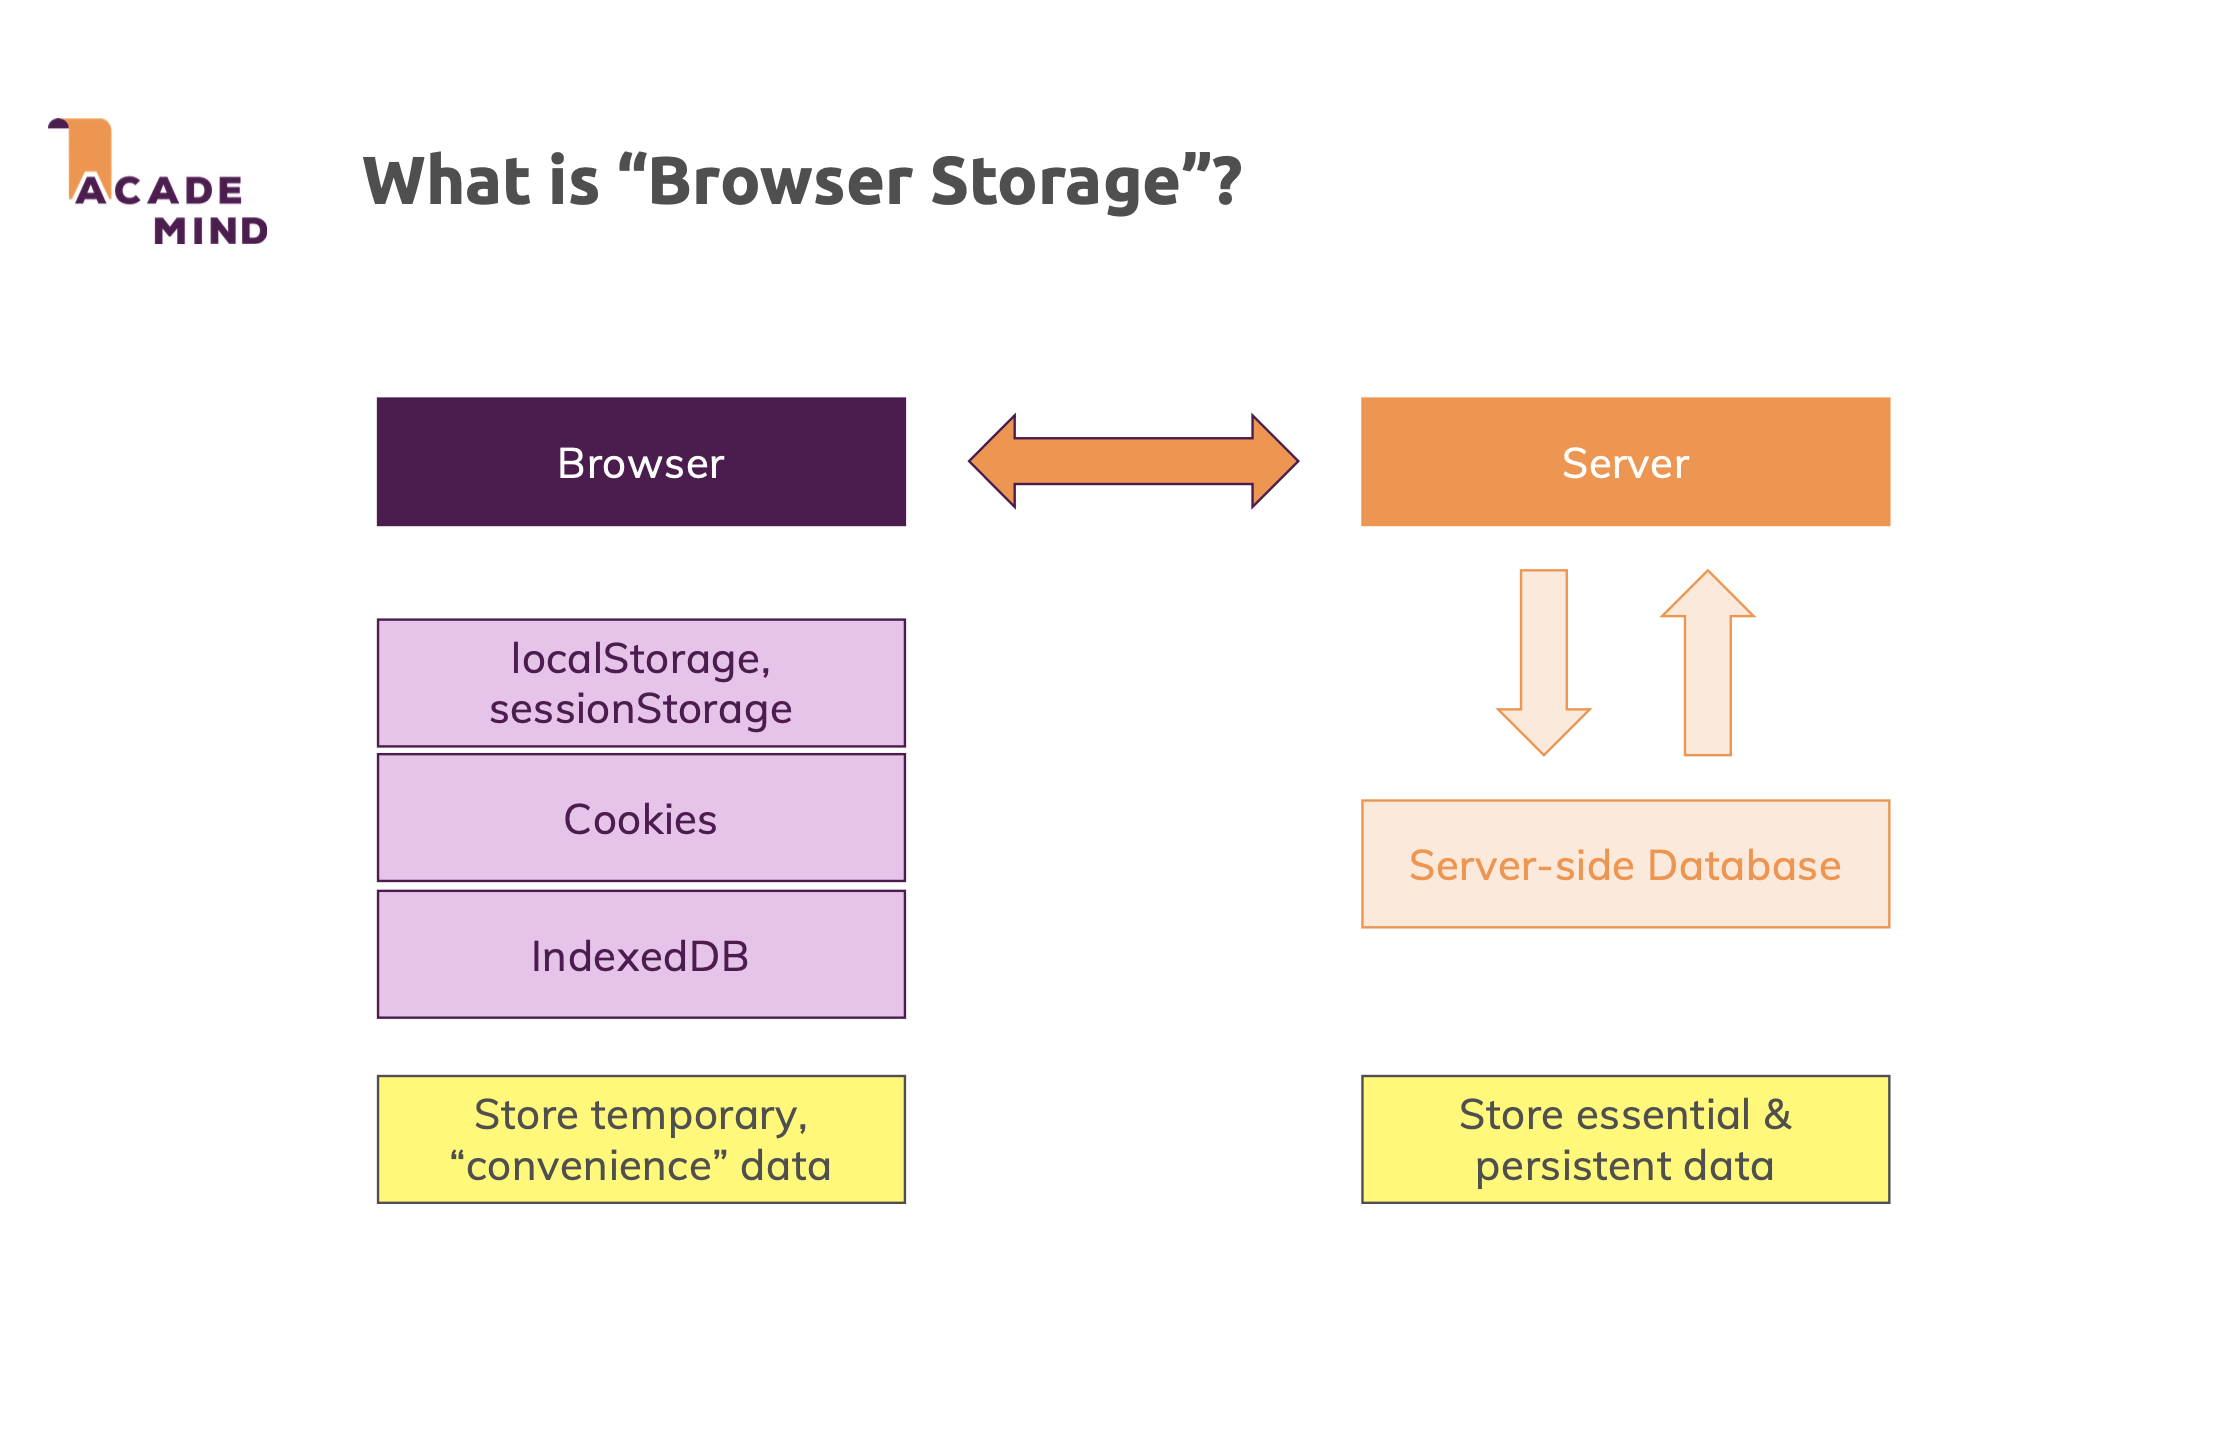 ACADE
MIND
What is “Browser Storage”?
Browser
Server
localStorage,
sessionStorage
Cookies
IndexedDB
Server-side Database
Store temporary,
“convenience” data
Store essential &
persistent data